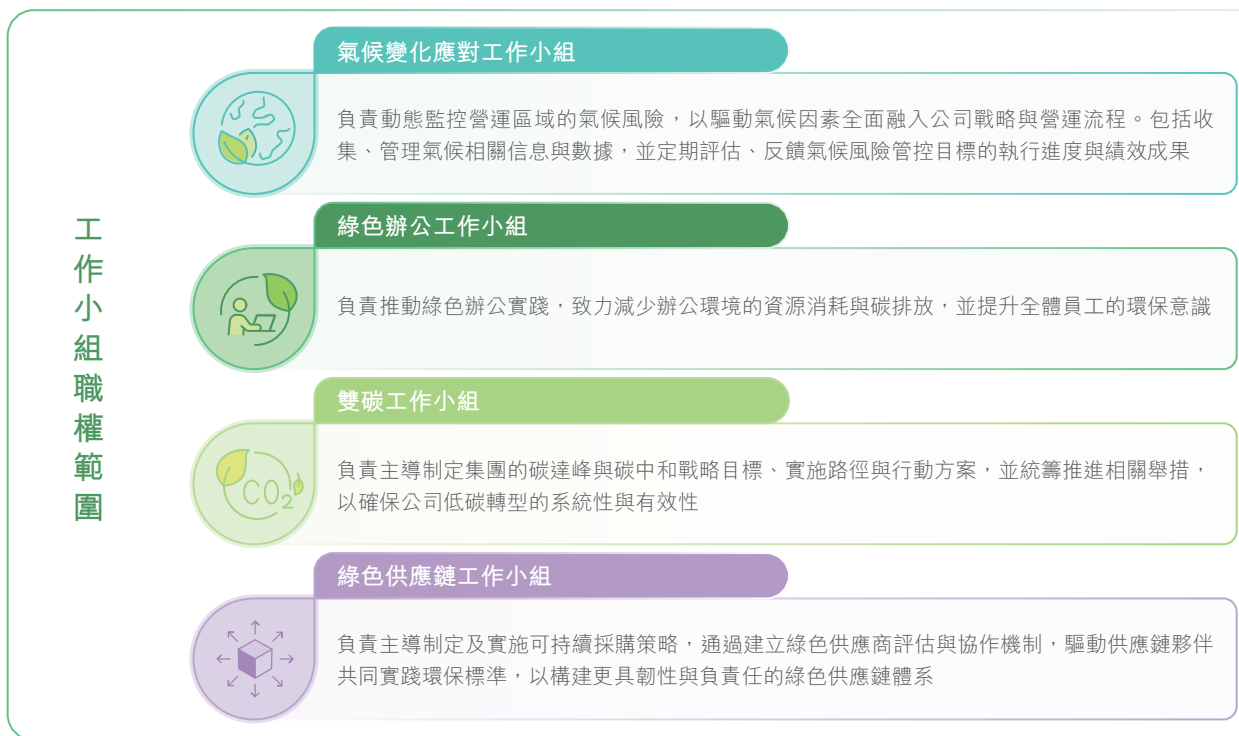 工作小組職權範圍
氣候變化應對工作小組
負責動態監控營運區域的氣候風險，以驅動氣候因素全面融入公司戰略與營運流程。包括收
集、管理氣候相關信息與數據，並定期評估、反饋氣候風險管控目標的執行進度與績效成果
綠色辦公工作小組
負責推動綠色辦公實踐，致力減少辦公環境的資源消耗與碳排放，並提升全體員工的環保意識
雙碳工作小組
CO₂
負責主導制定集團的碳達峰與碳中和戰略目標、實施路徑與行動方案，並統籌推進相關舉措，
以確保公司低碳轉型的系統性與有效性
綠色供應鏈工作小組
負責主導制定及實施可持續採購策略，通過建立綠色供應商評估與協作機制，驅動供應鏈夥伴
共同實踐環保標準，以構建更具韌性與負責任的綠色供應鏈體系